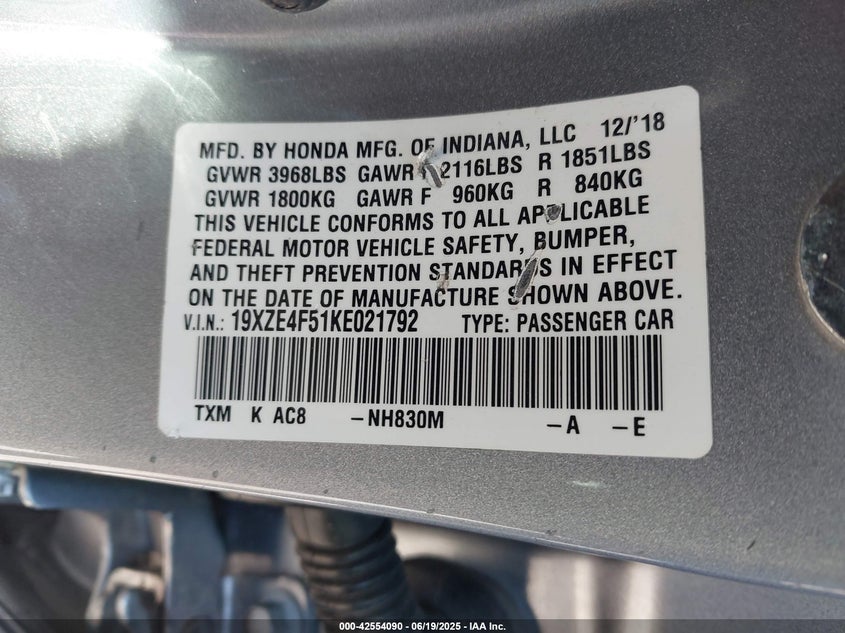 MFD. BY HONDA MFG. OF INDIANA, LLC 12/'18
GVWR 3968LBS GAWR F 2116LBS R 1851LBS
GVWR 1800KG GAWR F 960KG R 840KG
THIS VEHICLE CONFORMS TO ALL APPLICABLE
FEDERAL MOTOR VEHICLE SAFETY, BUMPER,
AND THEFT PREVENTION STANDARDS IN EFFECT
ON THE DATE OF MANUFACTURE SHOWN ABOVE.
V.I.N.: 19XZE4F51KE021792 TYPE: PASSENGER CAR
TXM K AC8 -NH830M -A -E
000-42554090 - 06/19/2025 - IAA Inc.